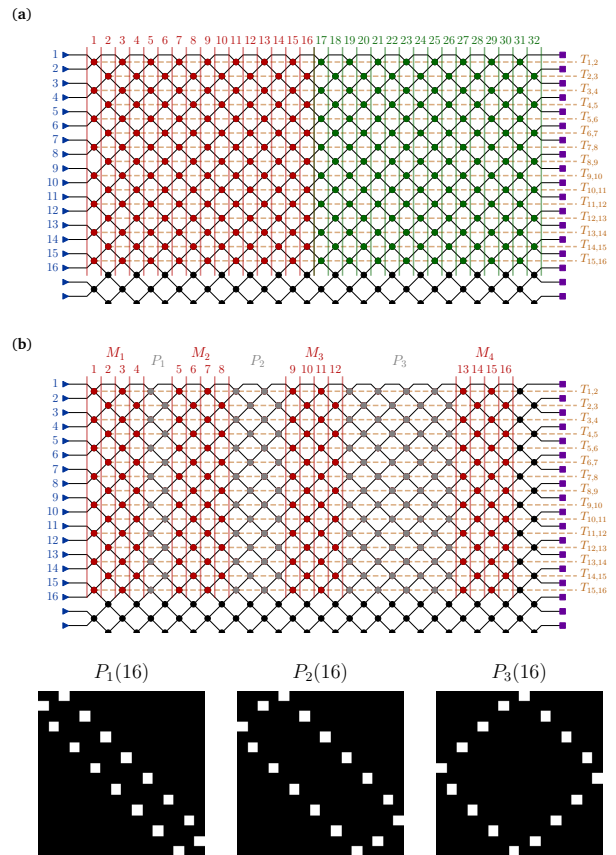 (a)
1 2 3 4 5 6 7 8 9 10 11 12 13 14 15 16 17 18 19 20 21 22 23 24 25 26 27 28 29 30 31 32
1
2
3
4
5
6
7
8
9
10
11
12
13
14
15
16
T1,2
T2,3
T3,4
T4,5
T5,6
T6,7
T7,8
T8,9
T9,10
T10,11
T11,12
T12,13
T13,14
T14,15
T15,16
(b)
M1 P1 M2 P2 M3 P3 M4
1 2 3 4 5 6 7 8 9 10 11 12 13 14 15 16
1
2
3
4
5
6
7
8
9
10
11
12
13
14
15
16
T1,2
T2,3
T3,4
T4,5
T5,6
T6,7
T7,8
T8,9
T9,10
T10,11
T11,12
T12,13
T13,14
T14,15
T15,16
P1(16) P2(16) P3(16)